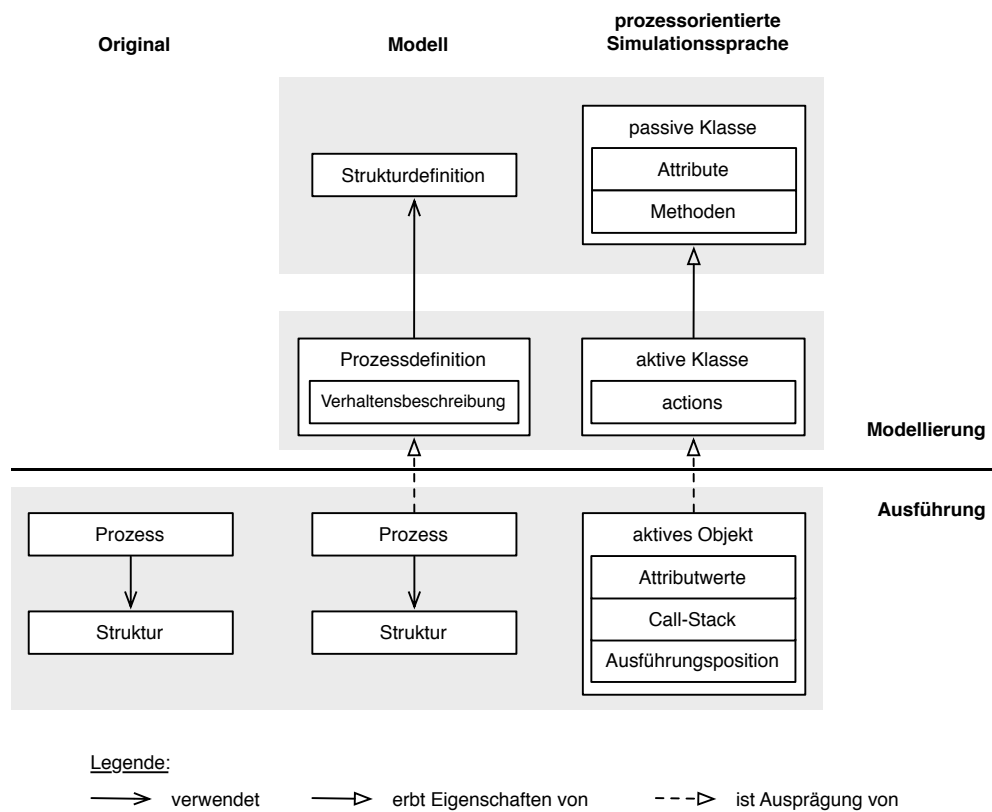 Original
Modell
prozessorientierte
Simulationssprache
passive Klasse
Attribute
Methoden
Strukturdefinition
Prozessdefinition
Verhaltensbeschreibung
aktive Klasse
actions
Modellierung
Ausführung
Prozess
Struktur
Prozess
Struktur
aktives Objekt
Attributwerte
Call-Stack
Ausführungsposition
Legende:
verwendet
erbt Eigenschaften von
ist Ausprägung von